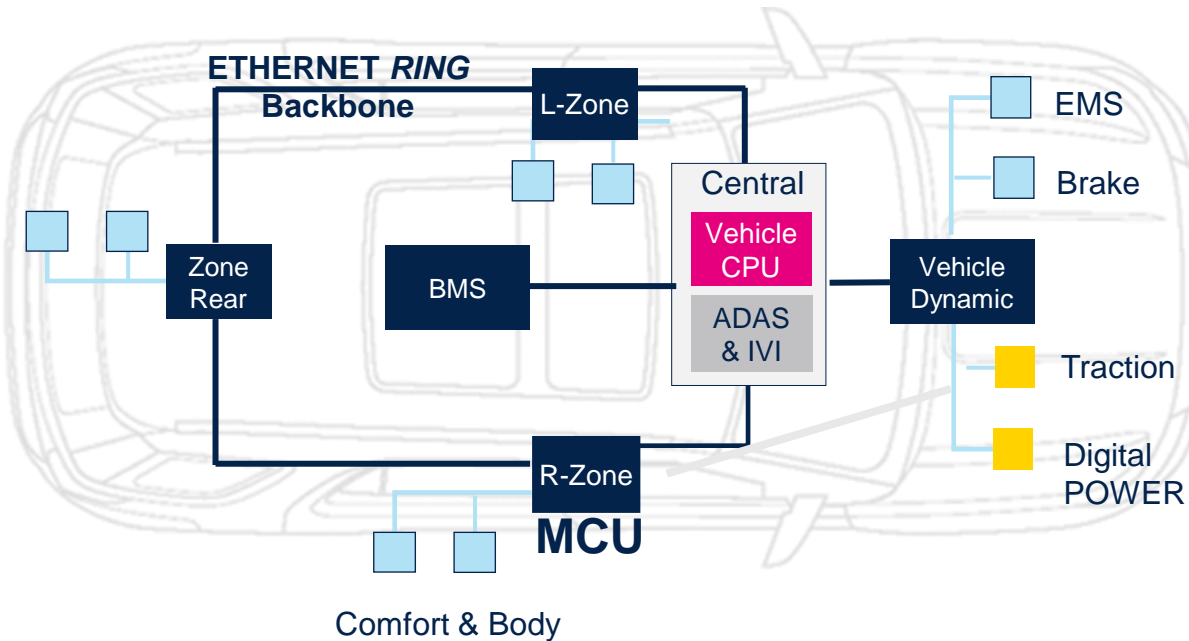 ETHERNET RING
Backbone
L-Zone
EMS
Central
Brake
Vehicle
CPU
Zone
Rear
BMS
Vehicle
Dynamic
ADAS
& IVI
Traction
R-Zone
Digital
POWER
MCU
Comfort & Body